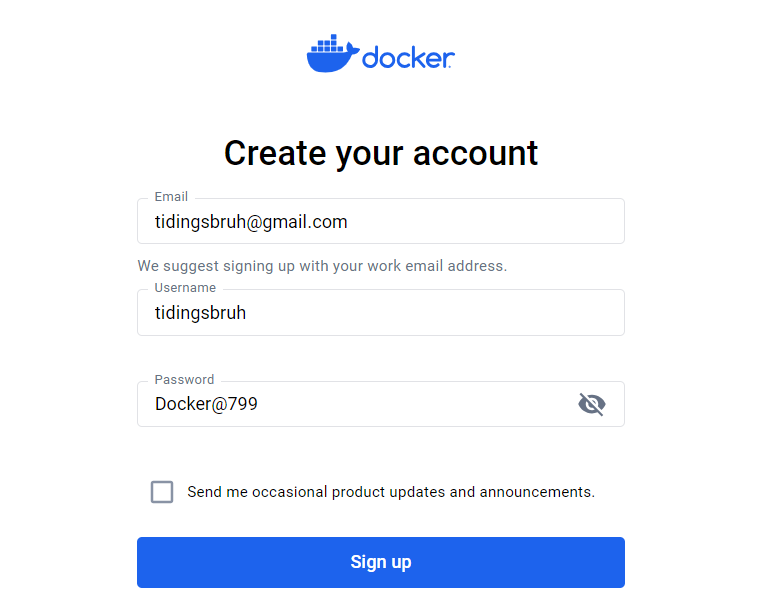 docker
Create your account
Email
tidingsbruh@gmail.com
We suggest signing up with your work email address.
Username
tidingsbruh
Password
Docker@799
Send me occasional product updates and announcements.
Sign up